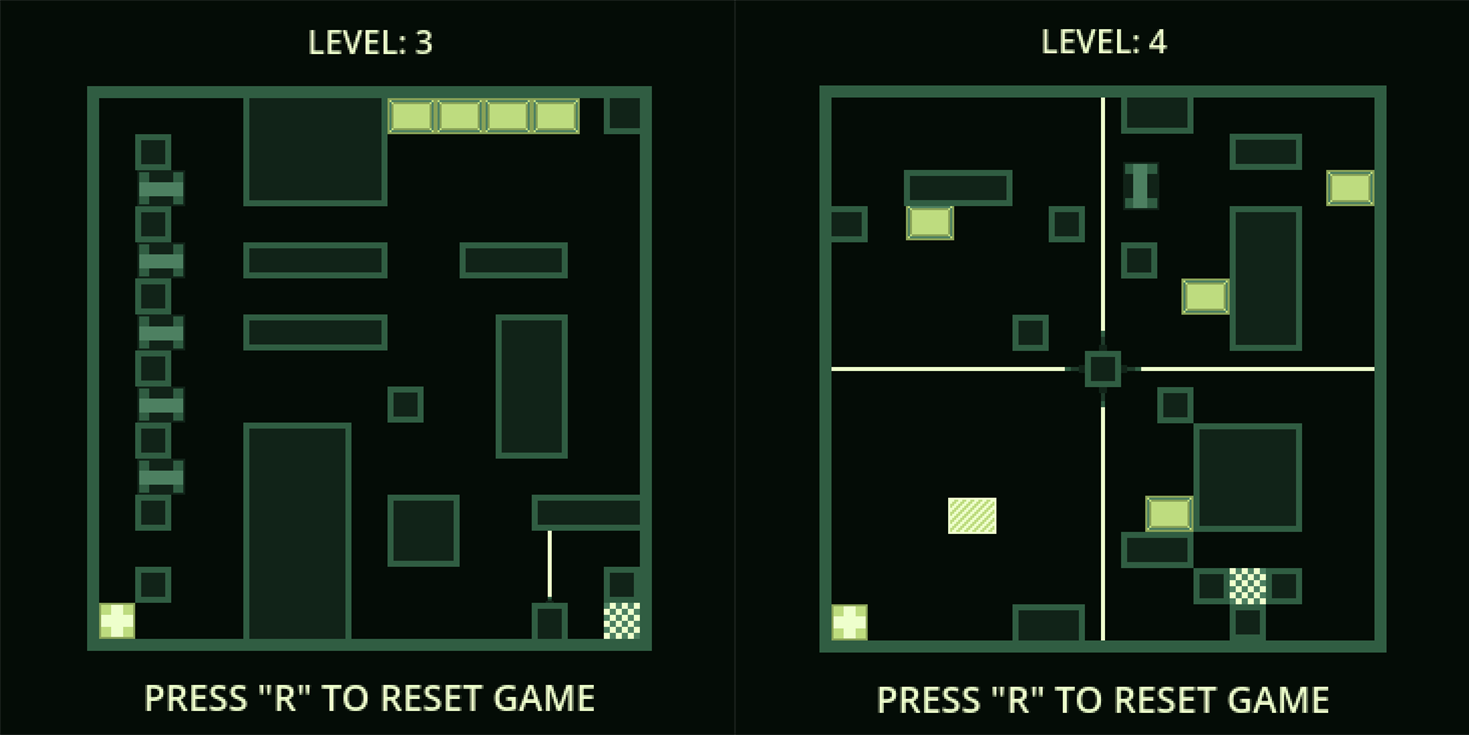 LEVEL: 3
PRESS "R" TO RESET GAME
LEVEL: 4
PRESS "R" TO RESET GAME